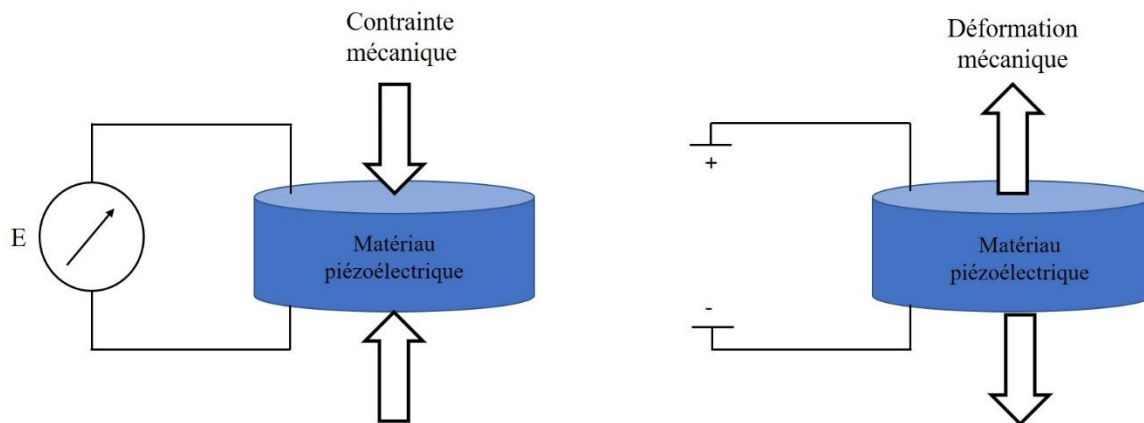 Contrainte
mécanique
E
Matériau
piézoélectrique
Déformation
mécanique
+
-
Matériau
piézoélectrique